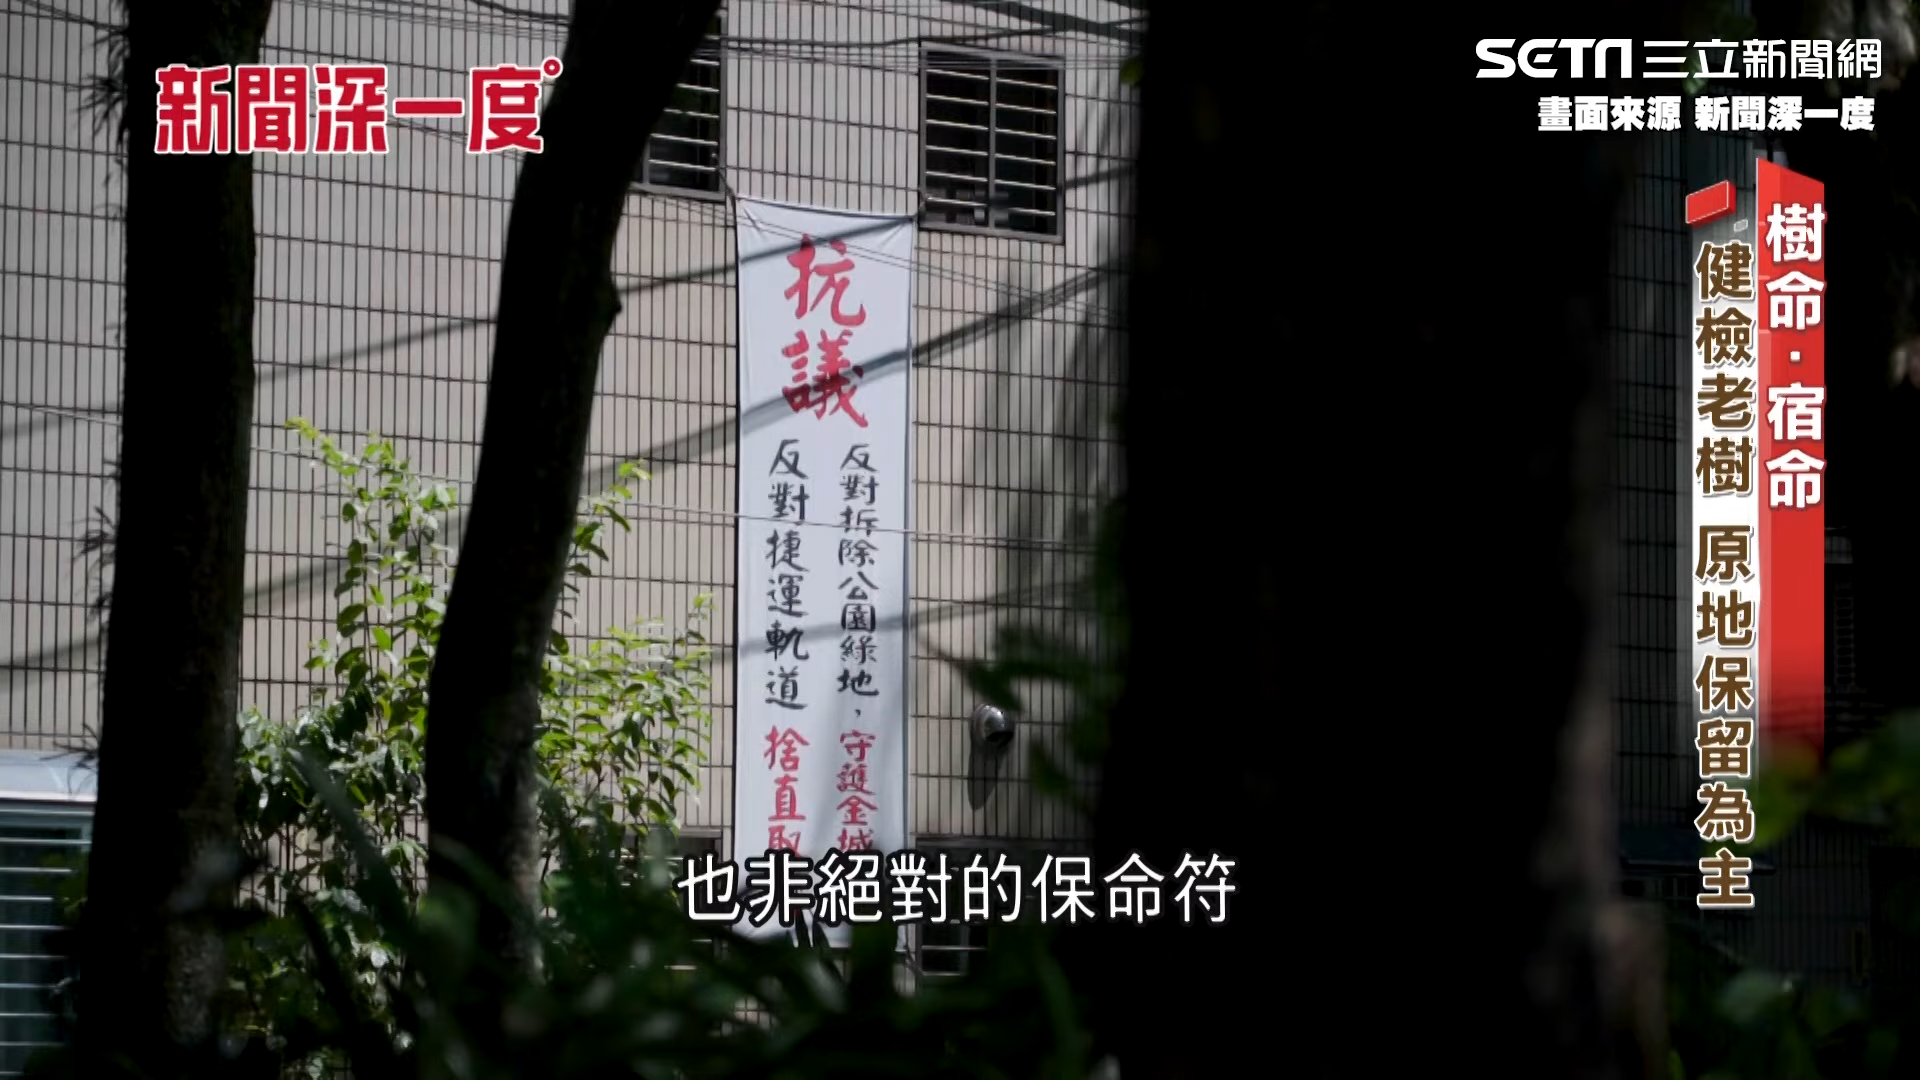 新聞深一度
SETN三立新聞網
畫面來源 新聞深一度
樹命·宿命
健檢老樹 原地保留為主
抗議
反對拆除公園綠地，守護金城
反對捷運軌道 捨直取
也非絕對的保命符